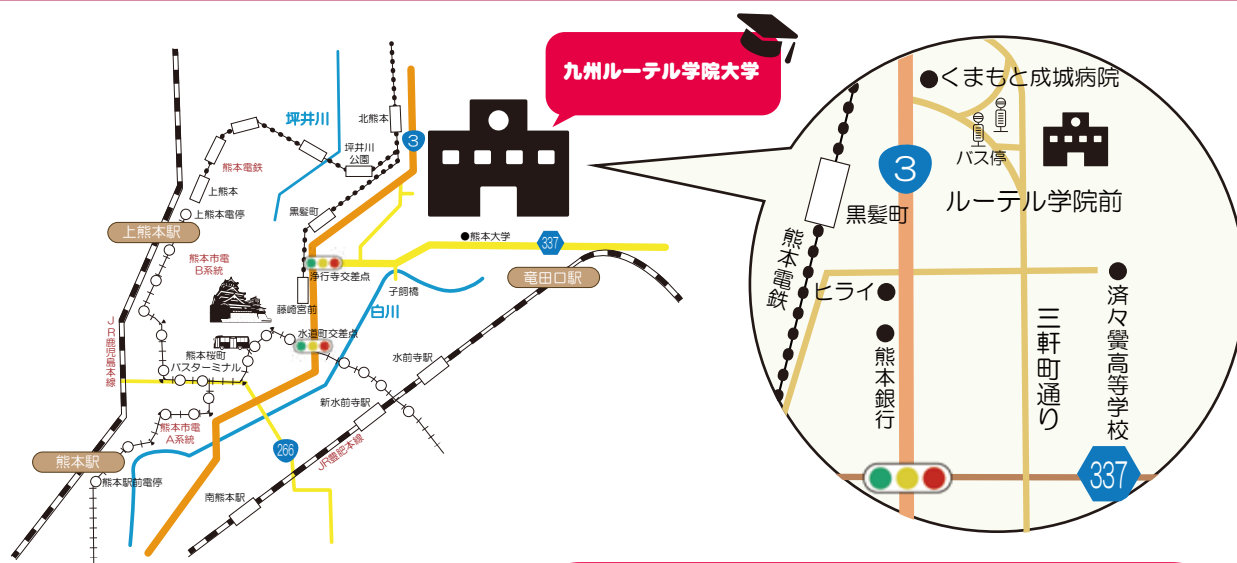 九州ルーテル学院大学
坪井川
北熊本
3
坪井川
公園
熊本電鉄
上熊本
上熊本電停
黒髪町
上熊本駅
熊本市電
B系統
熊本大学
337
浄行寺交差点
子飼橋
竜田口駅
藤崎宮前
白川
水道町交差点
JR鹿児島本線
熊本桜町
バスターミナル
水前寺駅
新水前寺駅
熊本市電
A系統
266
JR豊肥本線
熊本駅
熊本駅前電停
南熊本駅
くまもと成城病院
バス停
3
ルーテル学院前
黒髪町
熊本電鉄
ヒライ
熊本銀行
三軒町通り
済々黌高等学校
337